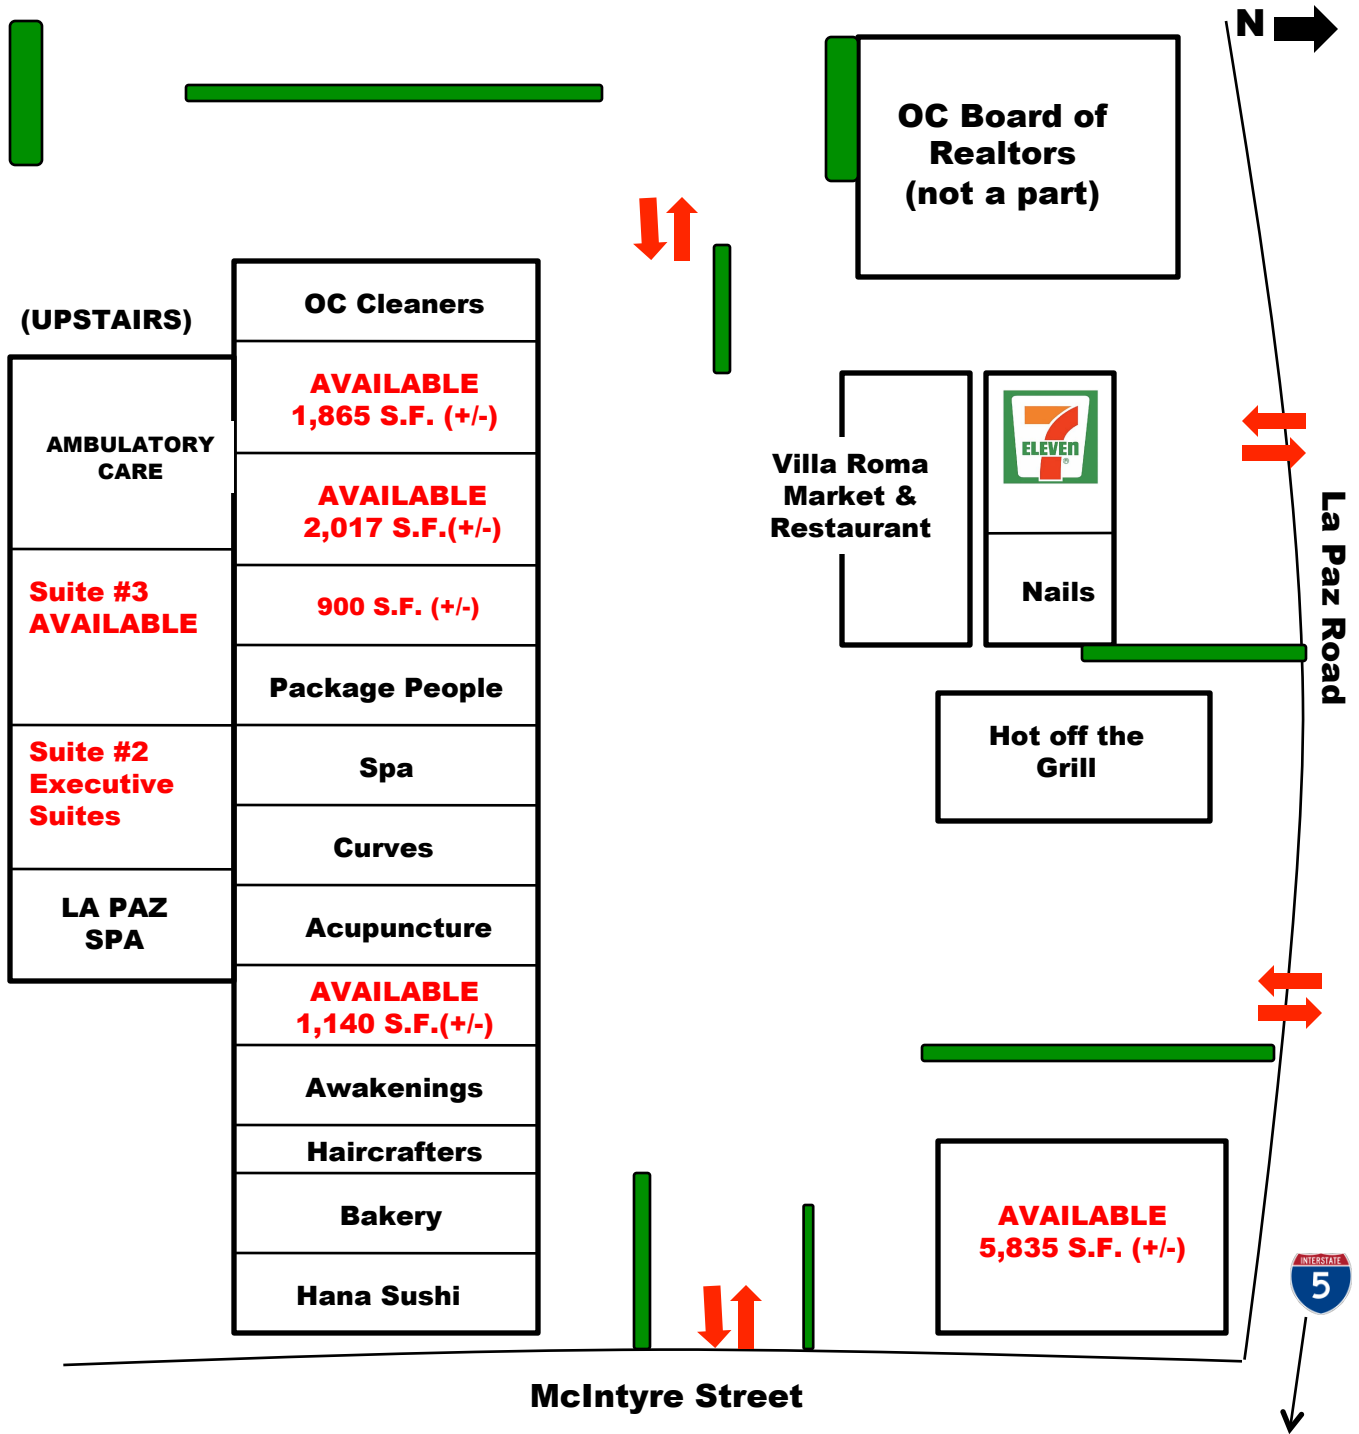 N
OC Board of
Realtors
(not a part)
OC Cleaners
(UPSTAIRS)
AVAILABLE
1,865 S.F. (+/-)
AMBULATORY
CARE
AVAILABLE
2,017 S.F.(+/-)
Villa Roma
Market &
Restaurant
7
ELEVEn
®
La Paz Road
Suite #3
AVAILABLE
900 S.F. (+/-)
Nails
Package People
Hot off the
Grill
Suite #2
Executive
Suites
Spa
Curves
LA PAZ
SPA
Acupuncture
AVAILABLE
1,140 S.F.(+/-)
Awakenings
Haircrafters
Bakery
AVAILABLE
5,835 S.F. (+/-)
Hana Sushi
INTERSTATE
5
McIntyre Street